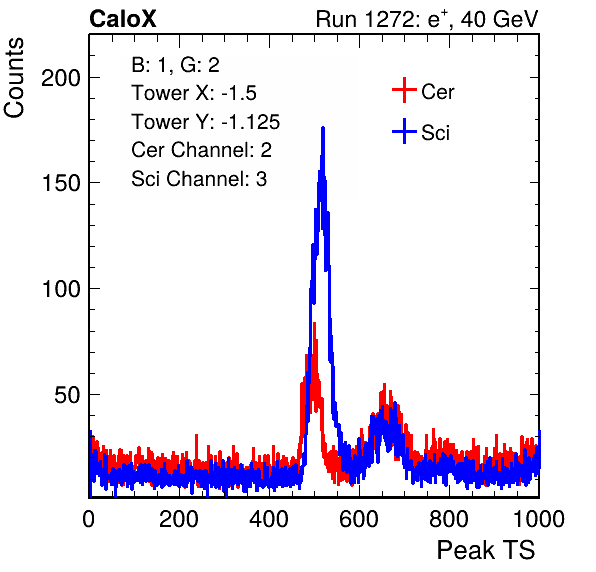 CaloX Run 1272: e⁺, 40 GeV
Counts
B: 1, G: 2
Tower X: -1.5
Tower Y: -1.125
Cer Channel: 2
Sci Channel: 3
Cer
Sci
200
150
100
50
0 200 400 600 800 1000
Peak TS